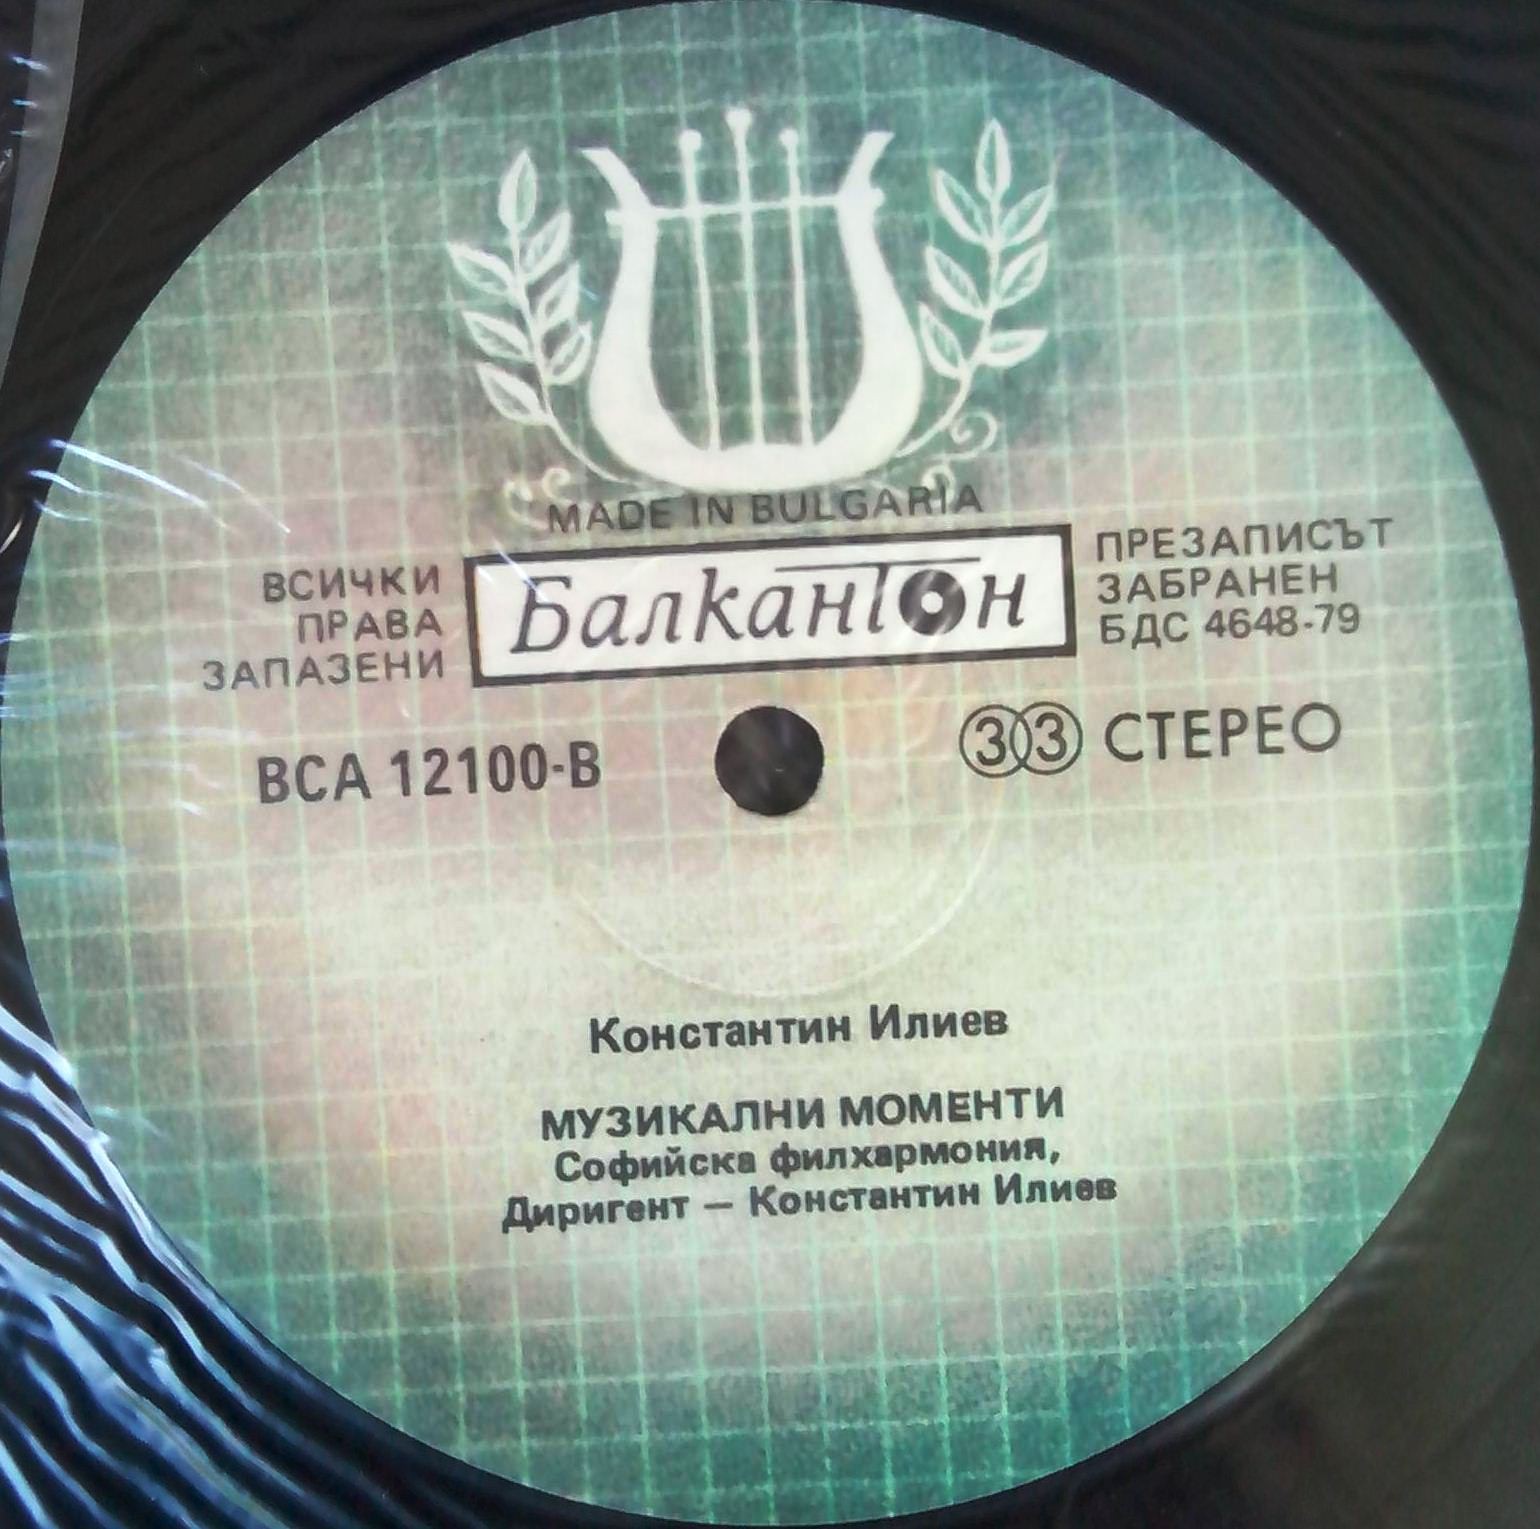 MADE IN BULGARIA
ВСИЧКИ
ПРАВА
ЗАПАЗЕНИ
Балкантон
ПРЕЗАПИСЪТ
ЗАБРАНЕН
БДС 4648-79
ВСА 12100-В
33 СТЕРЕО
Константин Илиев
МУЗИКАЛНИ МОМЕНТИ
Софийска филхармония,
Диригент — Константин Илиев